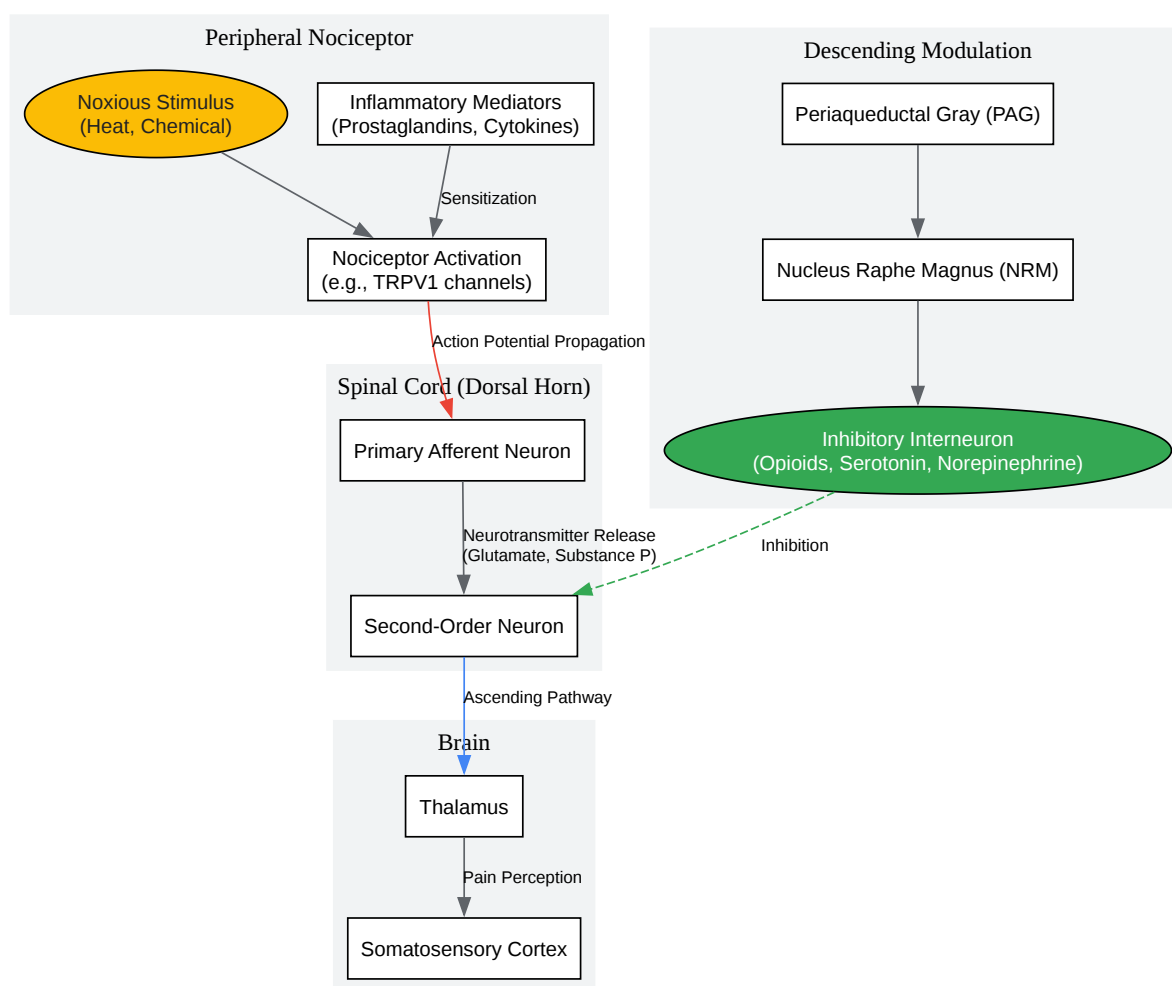 Peripheral Nociceptor
Noxious Stimulus
(Heat, Chemical)
Inflammatory Mediators
(Prostaglandins, Cytokines)
Sensitization
Nociceptor Activation
(e.g., TRPV1 channels)
Action Potential Propagation
Spinal Cord (Dorsal Horn)
Primary Afferent Neuron
Neurotransmitter Release
(Glutamate, Substance P)
Second-Order Neuron
Ascending Pathway
Brain
Thalamus
Pain Perception
Somatosensory Cortex
Descending Modulation
Periaqueductal Gray (PAG)
Nucleus Raphe Magnus (NRM)
Inhibitory Interneuron
(Opioids, Serotonin, Norepinephrine)
Inhibition